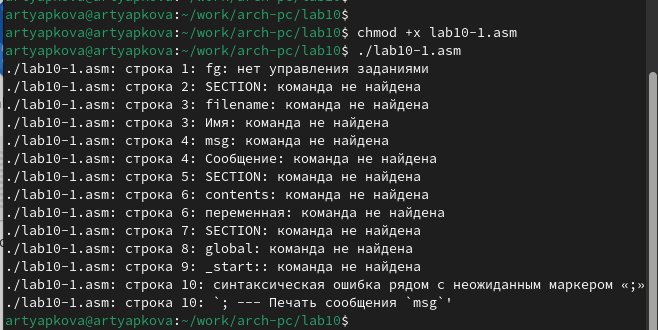 artyapkova@artyapkova:~/work/arch-pc/lab10$
artyapkova@artyapkova:~/work/arch-pc/lab10$ chmod +x lab10-1.asm
artyapkova@artyapkova:~/work/arch-pc/lab10$ ./lab10-1.asm
./lab10-1.asm: строка 1: fg: нет управления заданиями
./lab10-1.asm: строка 2: SECTION: команда не найдена
./lab10-1.asm: строка 3: filename: команда не найдена
./lab10-1.asm: строка 3: Имя: команда не найдена
./lab10-1.asm: строка 4: msg: команда не найдена
./lab10-1.asm: строка 4: Сообщение: команда не найдена
./lab10-1.asm: строка 5: SECTION: команда не найдена
./lab10-1.asm: строка 6: contents: команда не найдена
./lab10-1.asm: строка 6: переменная: команда не найдена
./lab10-1.asm: строка 7: SECTION: команда не найдена
./lab10-1.asm: строка 8: global: команда не найдена
./lab10-1.asm: строка 9: _start:: команда не найдена
./lab10-1.asm: строка 10: синтаксическая ошибка рядом с неожиданным маркером «;»
./lab10-1.asm: строка 10: `; --- Печать сообщения `msg`'
artyapkova@artyapkova:~/work/arch-pc/lab10$